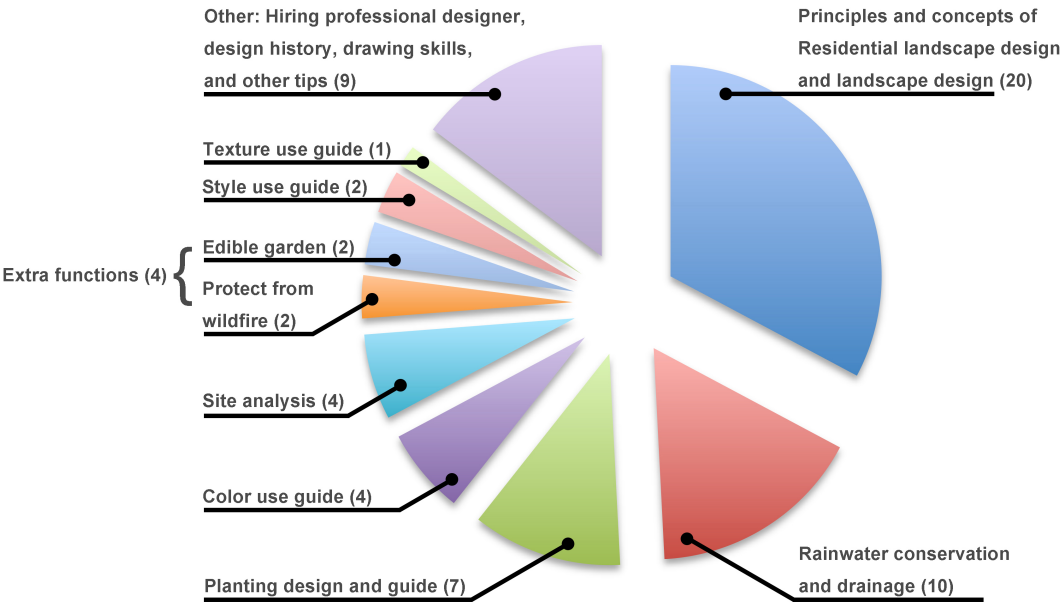 Other: Hiring professional designer,
design history, drawing skills,
and other tips (9)
Principles and concepts of
Residential landscape design
and landscape design (20)
Texture use guide (1)
Style use guide (2)
Edible garden (2)
Extra functions (4)
Protect from
wildfire (2)
Site analysis (4)
Color use guide (4)
Planting design and guide (7)
Rainwater conservation
and drainage (10)